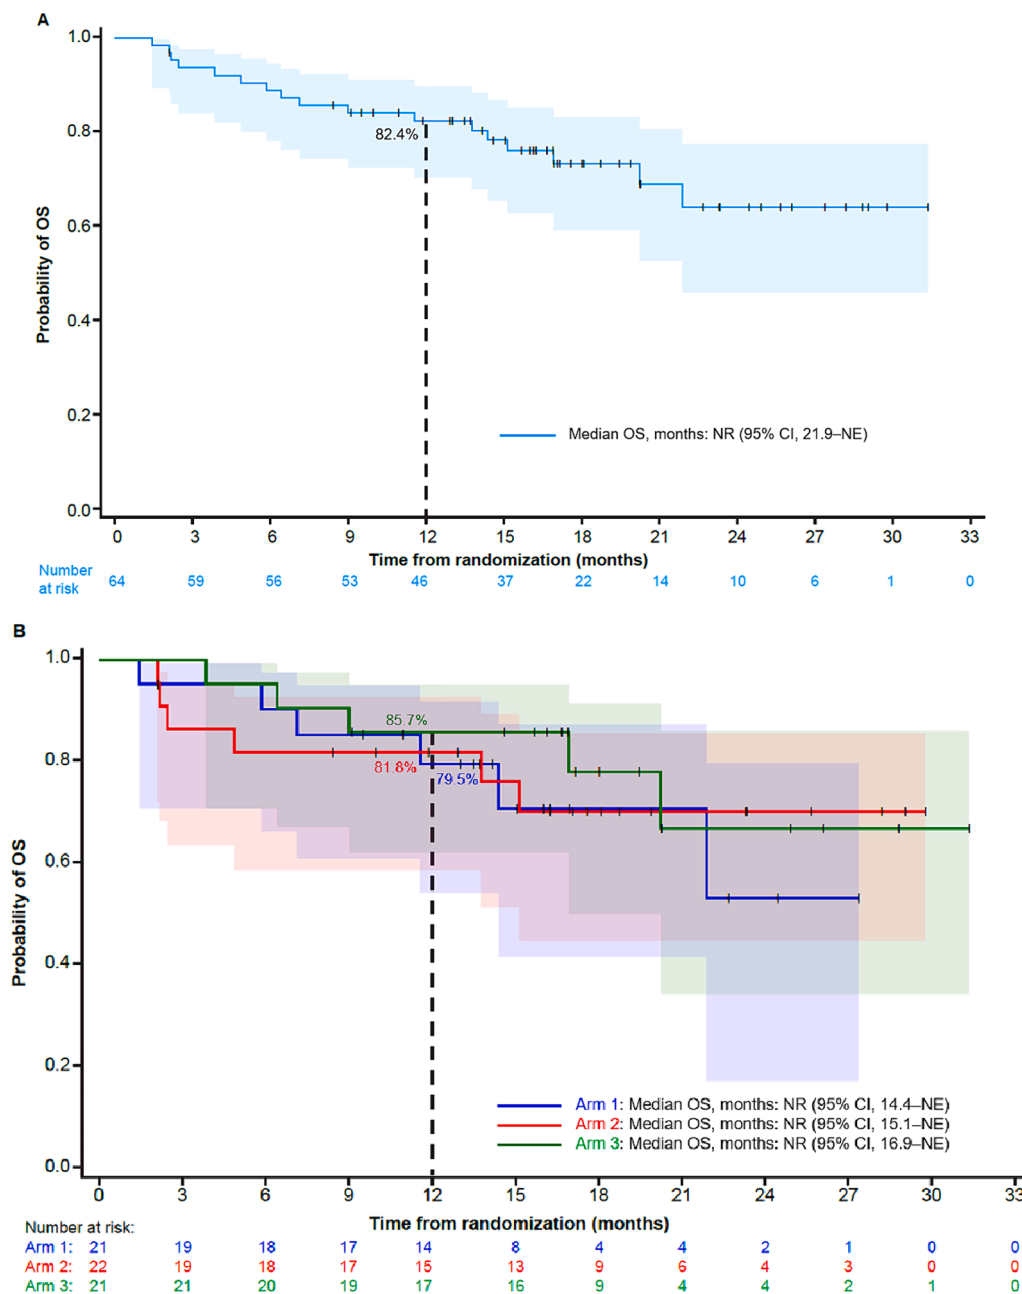 A
1.0
0.8
82.4%
0.6
0.4
0.2
0.0
Probability of OS
Median OS, months: NR (95% CI, 21.9–NE)
0 3 6 9 12 15 18 21 24 27 30 33
Time from randomization (months)
Number
at risk
64 59 56 53 46 37 22 14 10 6 1 0
B
1.0
85.7%
0.8
81.8%
79.5%
0.6
0.4
0.2
0.0
Probability of OS
Arm 1: Median OS, months: NR (95% CI, 14.4–NE)
Arm 2: Median OS, months: NR (95% CI, 15.1–NE)
Arm 3: Median OS, months: NR (95% CI, 16.9–NE)
0 3 6 9 12 15 18 21 24 27 30 33
Time from randomization (months)
Number at risk:
Arm 1: 21 19 18 17 14 8 4 4 2 1 0 0
Arm 2: 22 19 18 17 15 13 9 6 4 3 0 0
Arm 3: 21 21 20 19 17 16 9 4 4 2 1 0